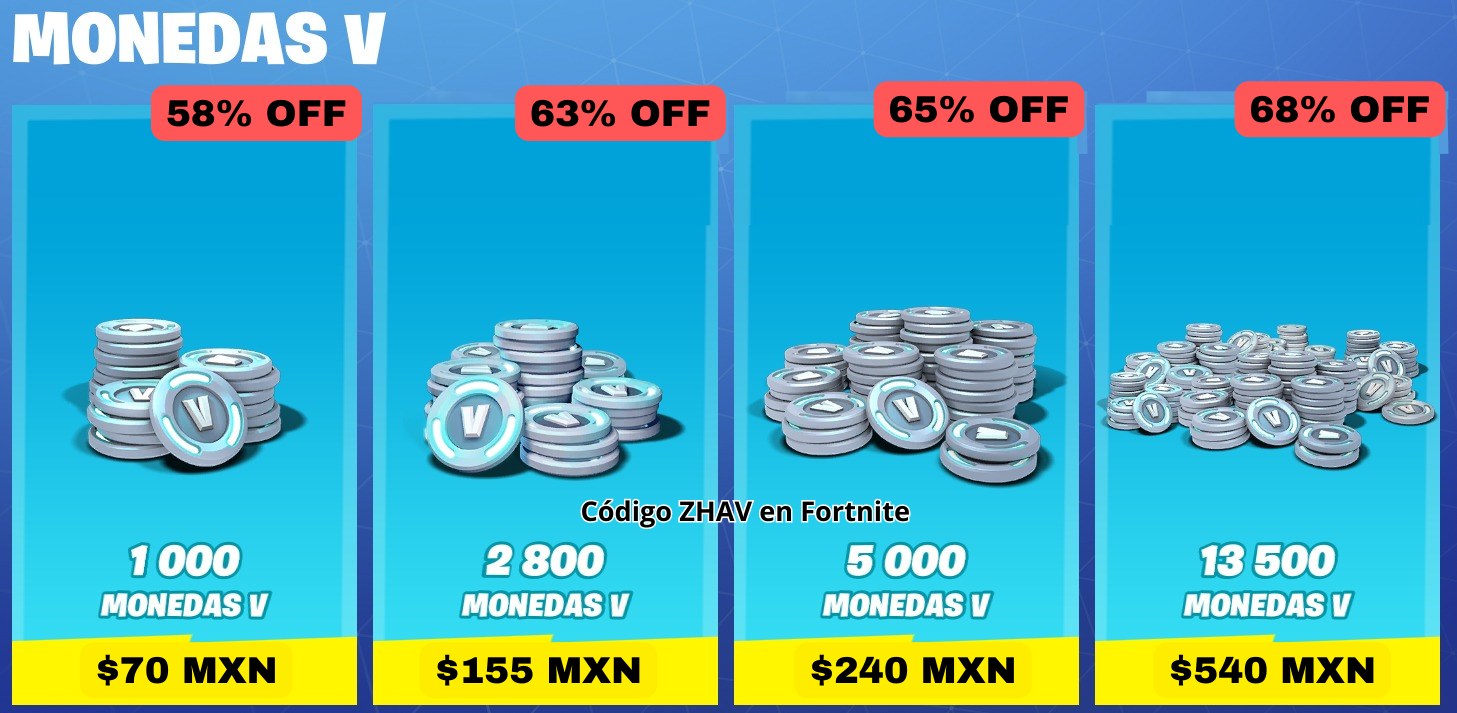 MONEDAS V
58% OFF
63% OFF
65% OFF
68% OFF
Código ZHAV en Fortnite
1 000
MONEDAS V
2 800
MONEDAS V
5 000
MONEDAS V
13 500
MONEDAS V
$70 MXN
$155 MXN
$240 MXN
$540 MXN